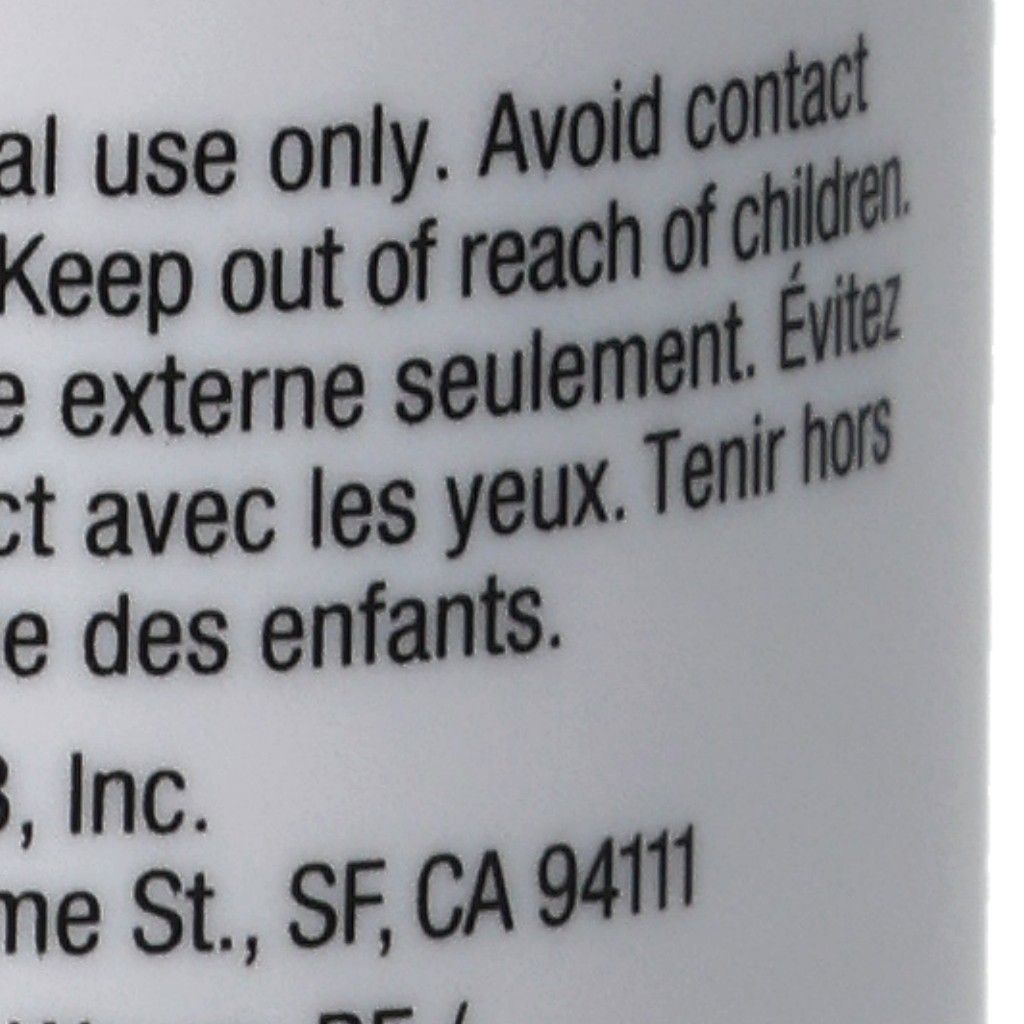 al use only. Avoid contact
Keep out of reach of children.
e externe seulement. Évitez
ct avec les yeux. Tenir hors
e des enfants.
, Inc.
me St., SF, CA 94111